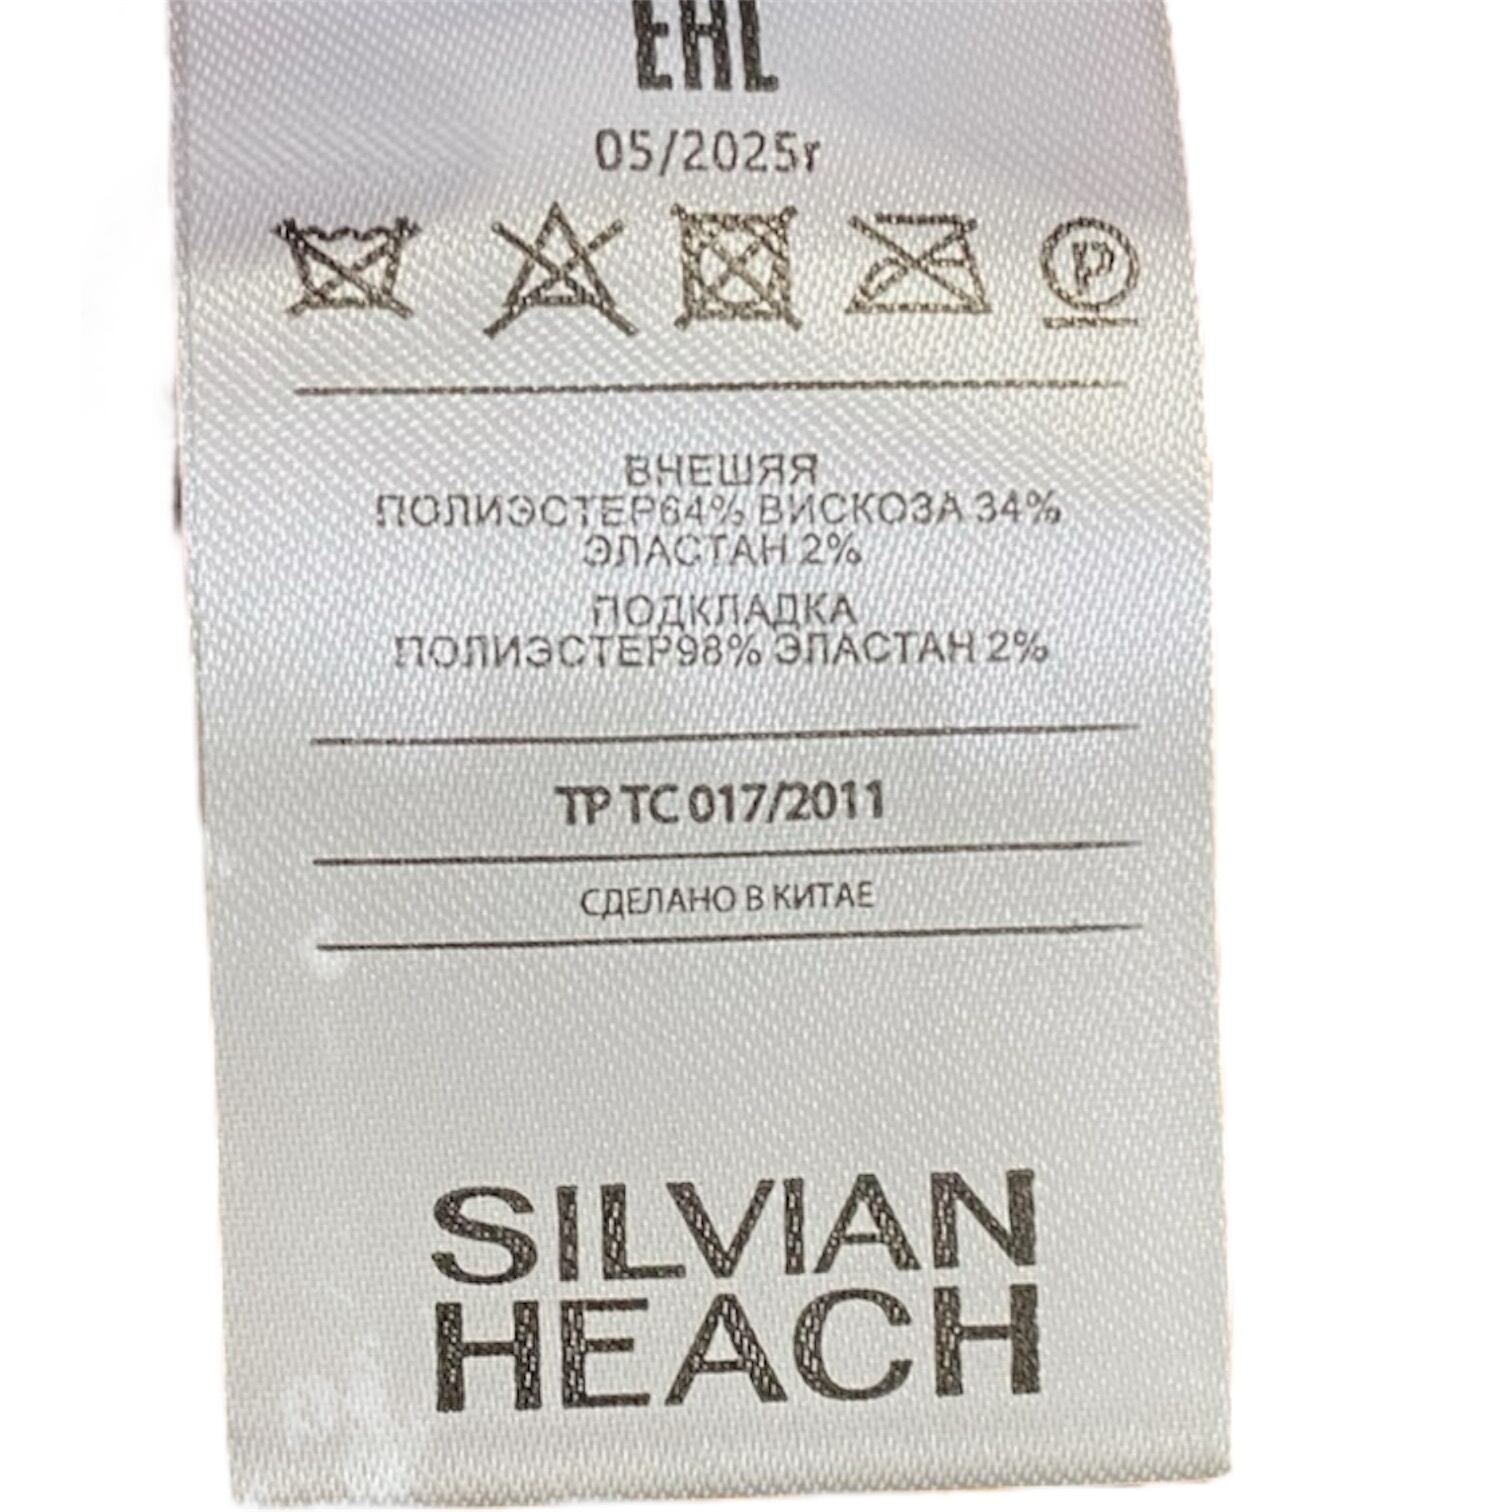 EAC
05/2025г
P
ВНЕШЯЯ
ПОЛИЭСТЕР64% ВИСКОЗА 34%
ЭЛАСТАН 2%
ПОДКЛАДКА
ПОЛИЭСТЕР98% ЭЛАСТАН 2%
ТР ТС 017/2011
СДЕЛАНО В КИТАЕ
SILVIAN
HEACH